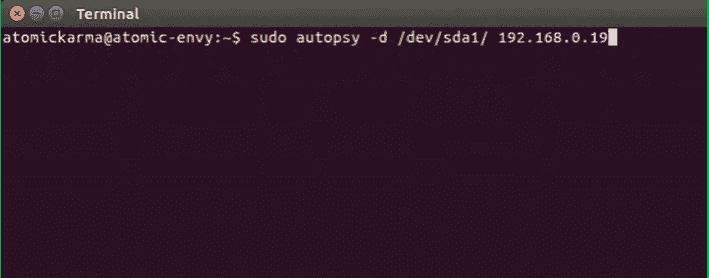 Terminal
atomickarma@atomic-envy:~$ sudo autopsy -d /dev/sda1/ 192.168.0.19